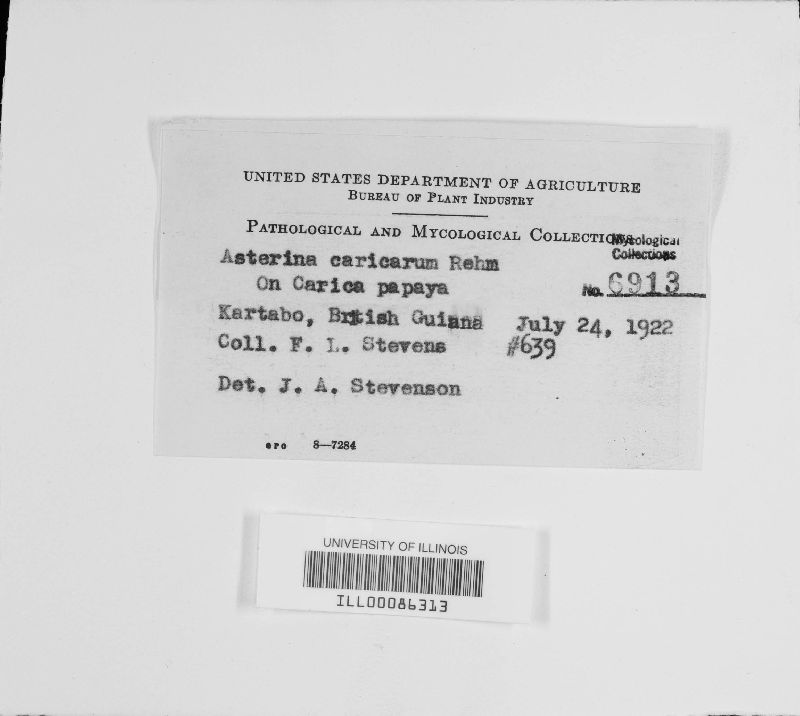 UNITED STATES DEPARTMENT OF AGRICULTURE
BUREAU OF PLANT INDUSTRY
PATHOLOGICAL AND MYCOLOGICAL COLLECTIONS
Mycological
Collections
No. 6913
Asterina caricarum Rehm
On Carica papaya
Kartabo, British Guiana July 24, 1922
Coll. F. L. Stevens #639
Det. J. A. Stevenson
GPO 8—7284
UNIVERSITY OF ILLINOIS
ILL00086313